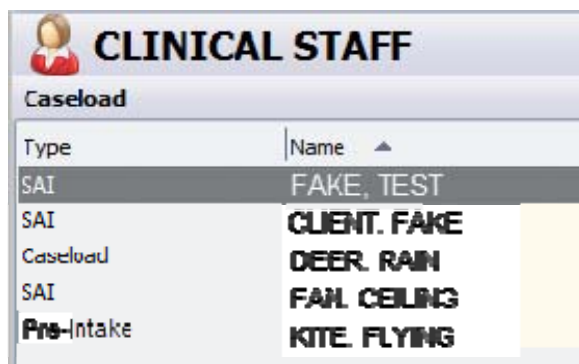 CLINICAL STAFF
Caseload
Type Name
SAI FAKE, TEST
SAI CLIENT. FAKE
Caseload DEER. RAIN
SAI FAN. CEILING
Pre-Intake KITE. FLYING